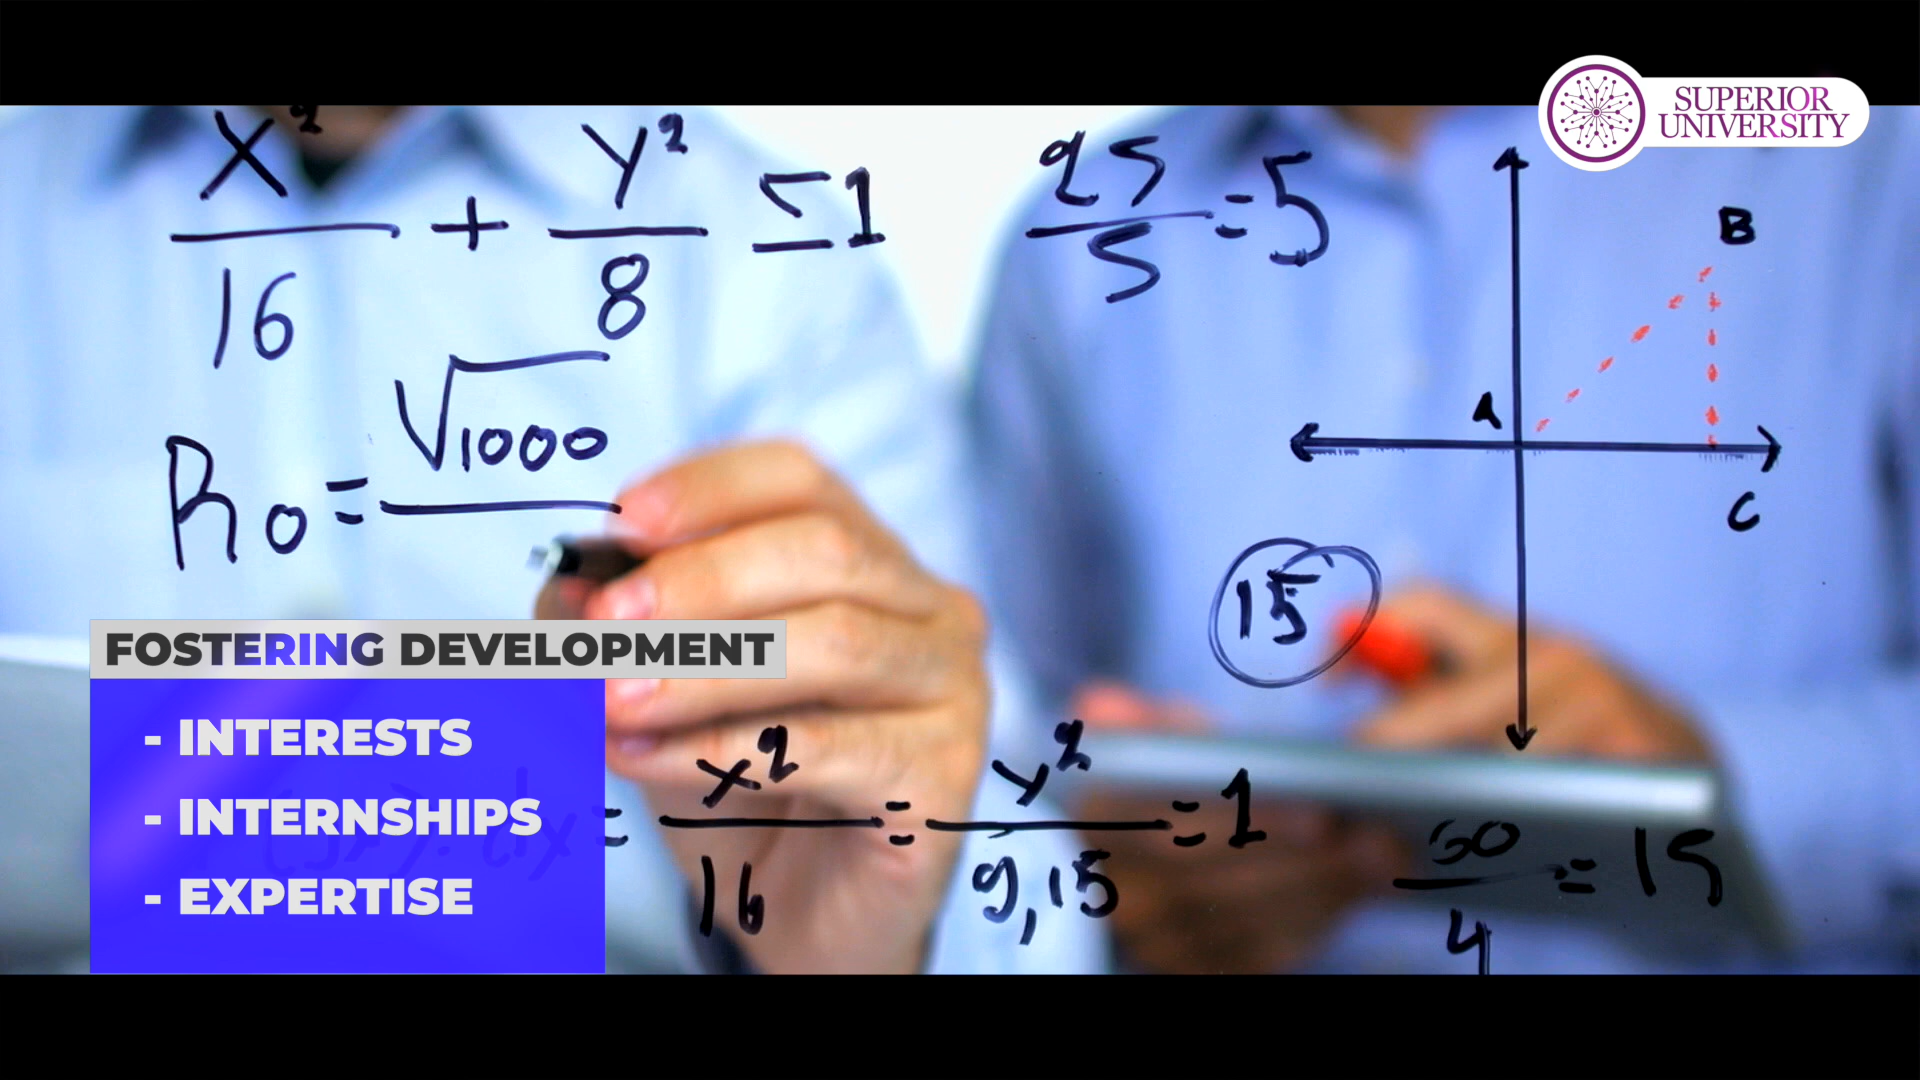 SUPERIOR
UNIVERSITY
x²/16 + y²/8 ≤ 1
25/5 = 5
B
A
C
Ro = √1000
15
FOSTERING DEVELOPMENT
- INTERESTS
- INTERNSHIPS
- EXPERTISE
= x²/16 = y²/9,15 = 1
60/4 = 15